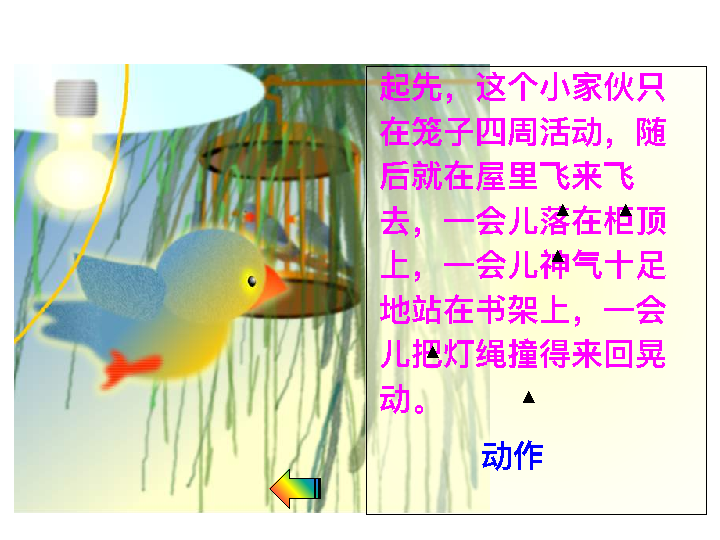 起先，这个小家伙只
在笼子四周活动，随
后就在屋里飞来飞
去，一会儿落在柜顶
上，一会儿神气十足
地站在书架上，一会
儿把灯绳撞得来回晃
动。
动作